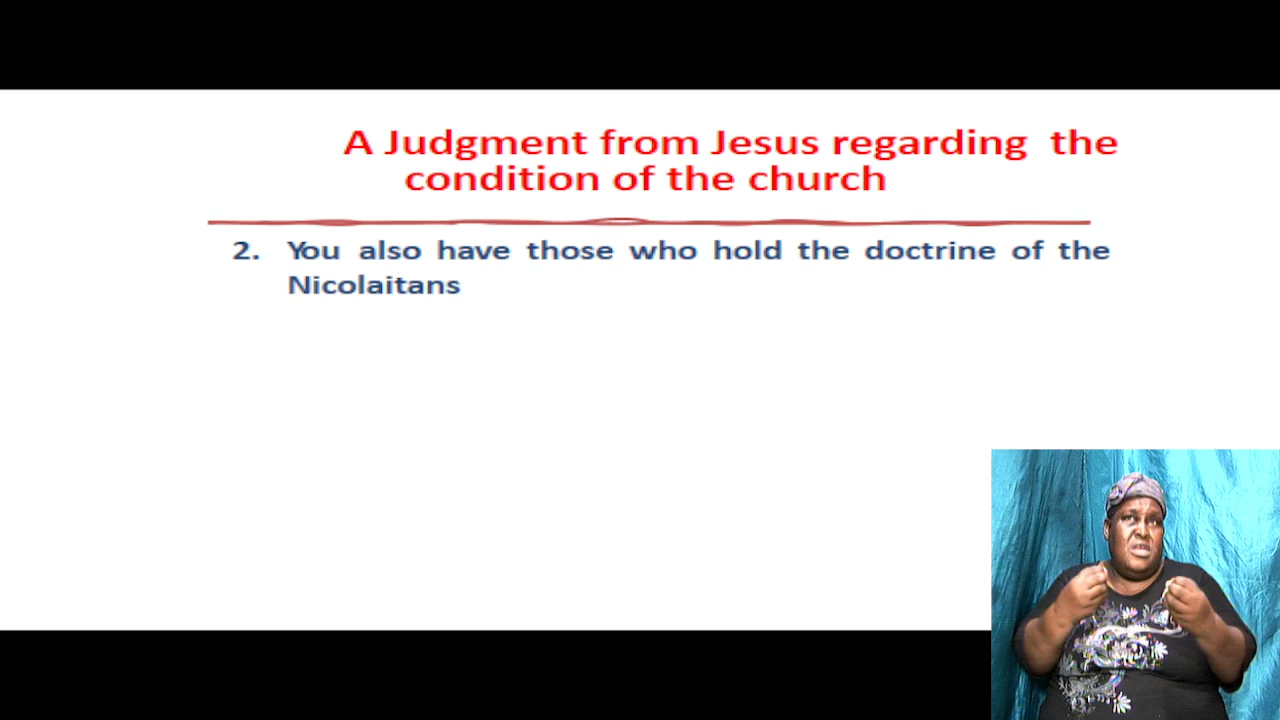 A Judgment from Jesus regarding the
condition of the church
2. You also have those who hold the doctrine of the
Nicolaitans